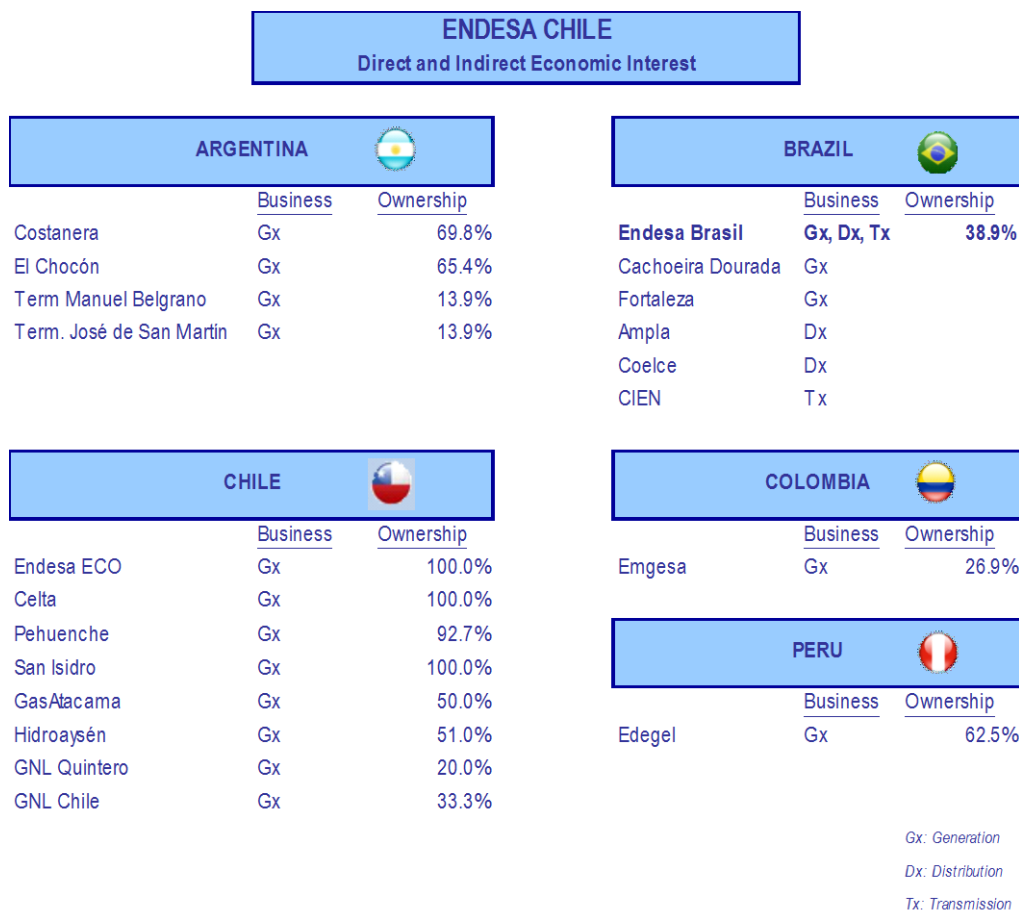 ENDESA CHILE
Direct and Indirect Economic Interest
ARGENTINA
Business Ownership
Costanera Gx 69.8%
El Chocón Gx 65.4%
Term Manuel Belgrano Gx 13.9%
Term. José de San Martín Gx 13.9%
BRAZIL
Business Ownership
Endesa Brasil Gx, Dx, Tx 38.9%
Cachoeira Dourada Gx
Fortaleza Gx
Ampla Dx
Coelce Dx
CIEN Tx
CHILE
Business Ownership
Endesa ECO Gx 100.0%
Celta Gx 100.0%
Pehuenche Gx 92.7%
San Isidro Gx 100.0%
GasAtacama Gx 50.0%
Hidroaysén Gx 51.0%
GNL Quintero Gx 20.0%
GNL Chile Gx 33.3%
COLOMBIA
Business Ownership
Emgesa Gx 26.9%
PERU
Business Ownership
Edegel Gx 62.5%
Gx: Generation
Dx: Distribution
Tx: Transmission